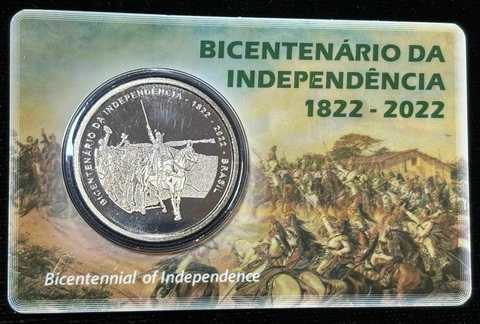 BICENTENÁRIO DA
INDEPENDÊNCIA
1822 - 2022
BICENTENÁRIO DA INDEPENDÊNCIA - 1822 - 2022 BRASIL
Bicentennial of Independence